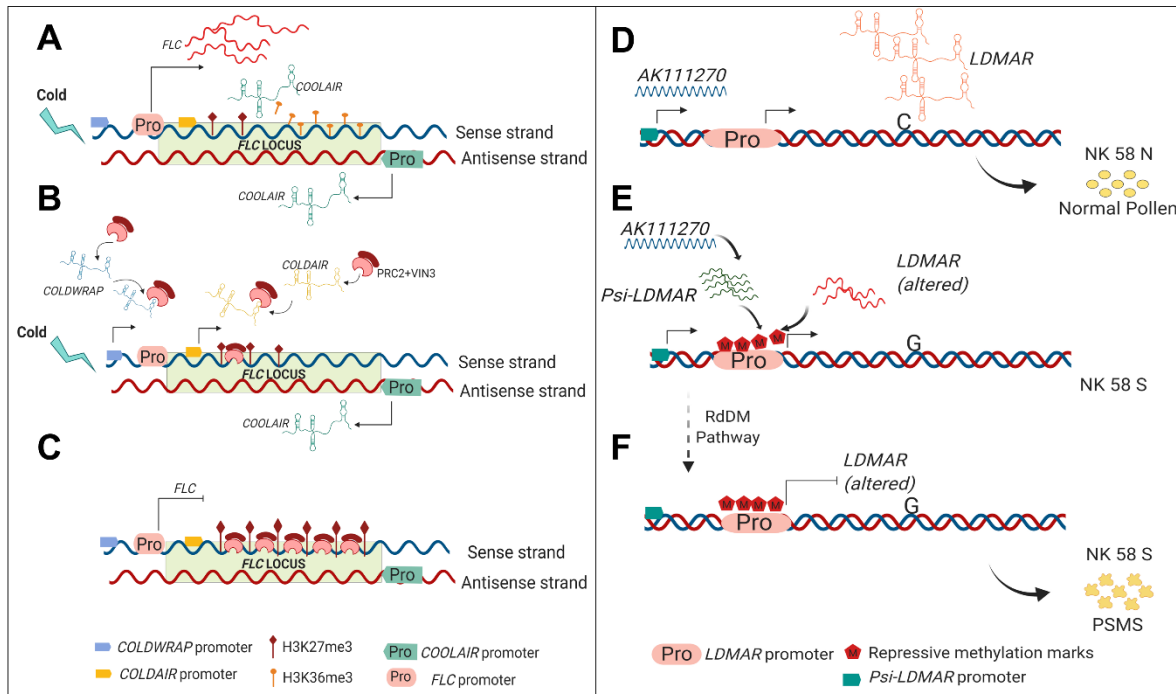 A
FLC
COOLAIR
Cold
Pro
FLC LOCUS
Sense strand
Antisense strand
Pro
COOLAIR
B
COLDWRAP
COLDAIR
PRC2+VIN3
Cold
Pro
FLC LOCUS
Sense strand
Antisense strand
Pro
COOLAIR
C
FLC
Pro
FLC LOCUS
Sense strand
Antisense strand
Pro
COLDWRAP promoter
H3K27me3
Pro COOLAIR promoter
COLDAIR promoter
H3K36me3
Pro FLC promoter
D
AK111270
LDMAR
Pro
C
NK 58 N
Normal Pollen
E
AK111270
Psi-LDMAR
LDMAR
(altered)
M M M M
Pro
G
NK 58 S
RdDM
Pathway
F
LDMAR
(altered)
M M M M
Pro
G
NK 58 S
PSMS
Pro LDMAR promoter
M Repressive methylation marks
Psi-LDMAR promoter